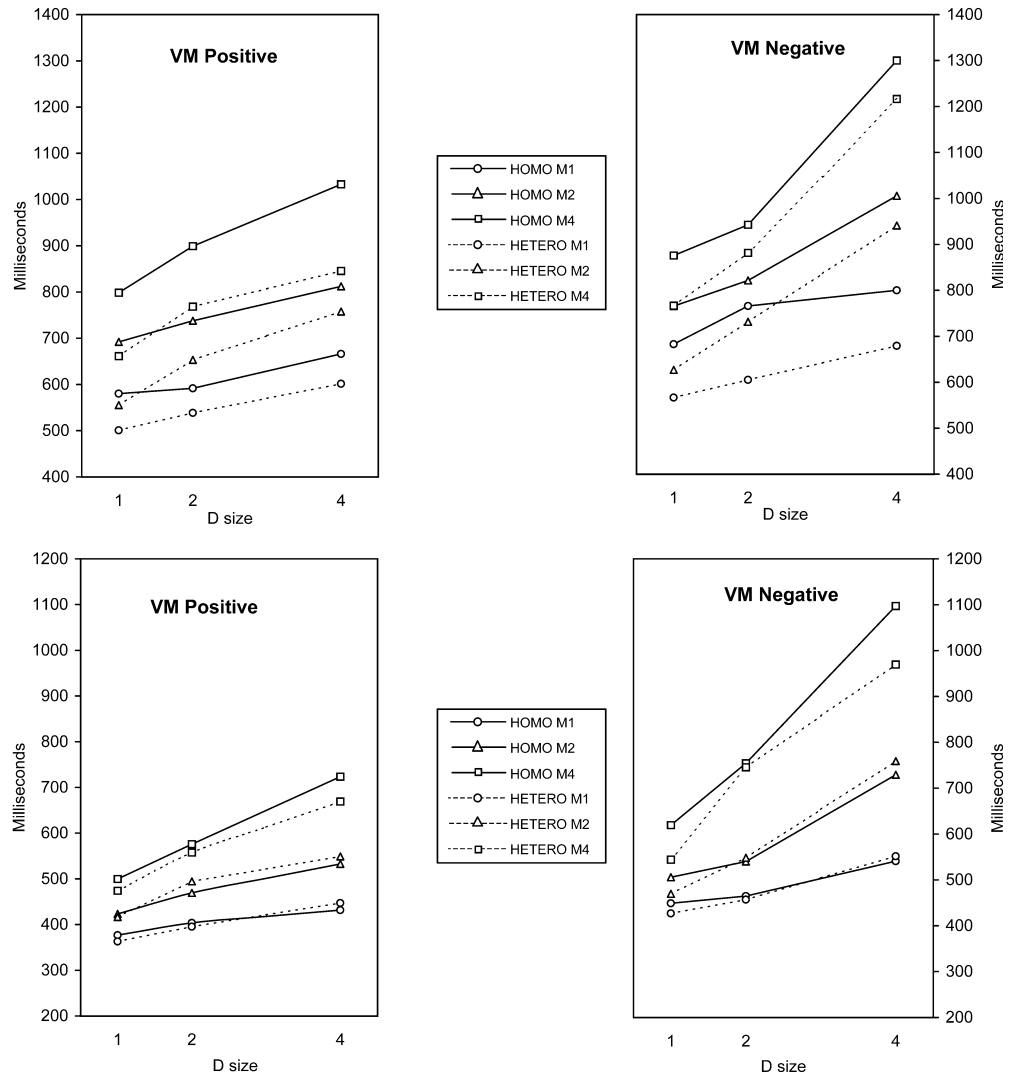 VM Positive
1400
1300
1200
1100
1000
900
800
700
600
500
400
Milliseconds
1
2
4
D size
HOMO M1
HOMO M2
HOMO M4
HETERO M1
HETERO M2
HETERO M4
VM Negative
1400
1300
1200
1100
1000
900
800
700
600
500
400
Milliseconds
1
2
4
D size
VM Positive
1200
1100
1000
900
800
700
600
500
400
300
200
Milliseconds
1
2
4
D size
HOMO M1
HOMO M2
HOMO M4
HETERO M1
HETERO M2
HETERO M4
VM Negative
1200
1100
1000
900
800
700
600
500
400
300
200
Milliseconds
1
2
4
D size